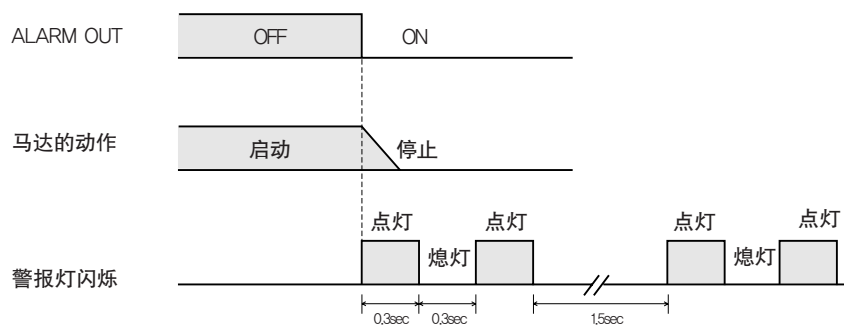 ALARM OUT
OFF
ON
马达的动作
启动
停止
点灯
点灯
点灯
点灯
熄灯
熄灯
警报灯闪烁
0.3sec
0.3sec
1.5sec